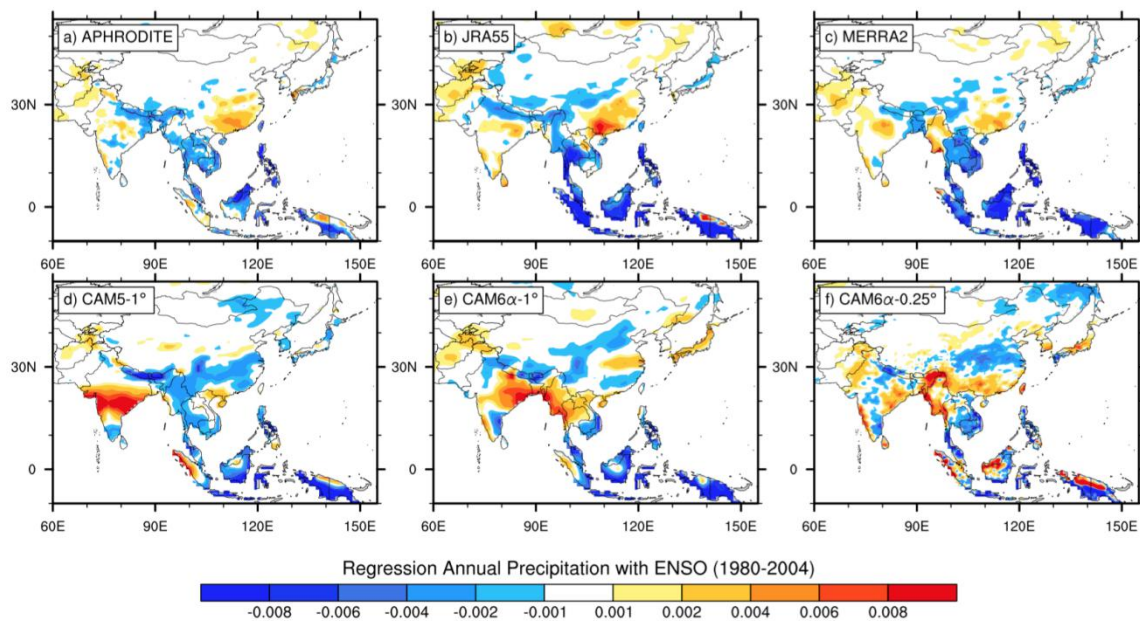 a) APHRODITE
b) JRA55
c) MERRA2
30N
30N
30N
0
0
0
60E 90E 120E 150E
60E 90E 120E 150E
60E 90E 120E 150E
d) CAM5-1°
e) CAM6α-1°
f) CAM6α-0.25°
30N
30N
30N
0
0
0
60E 90E 120E 150E
60E 90E 120E 150E
60E 90E 120E 150E
Regression Annual Precipitation with ENSO (1980-2004)
-0.008 -0.006 -0.004 -0.002 -0.001 0.001 0.002 0.004 0.006 0.008